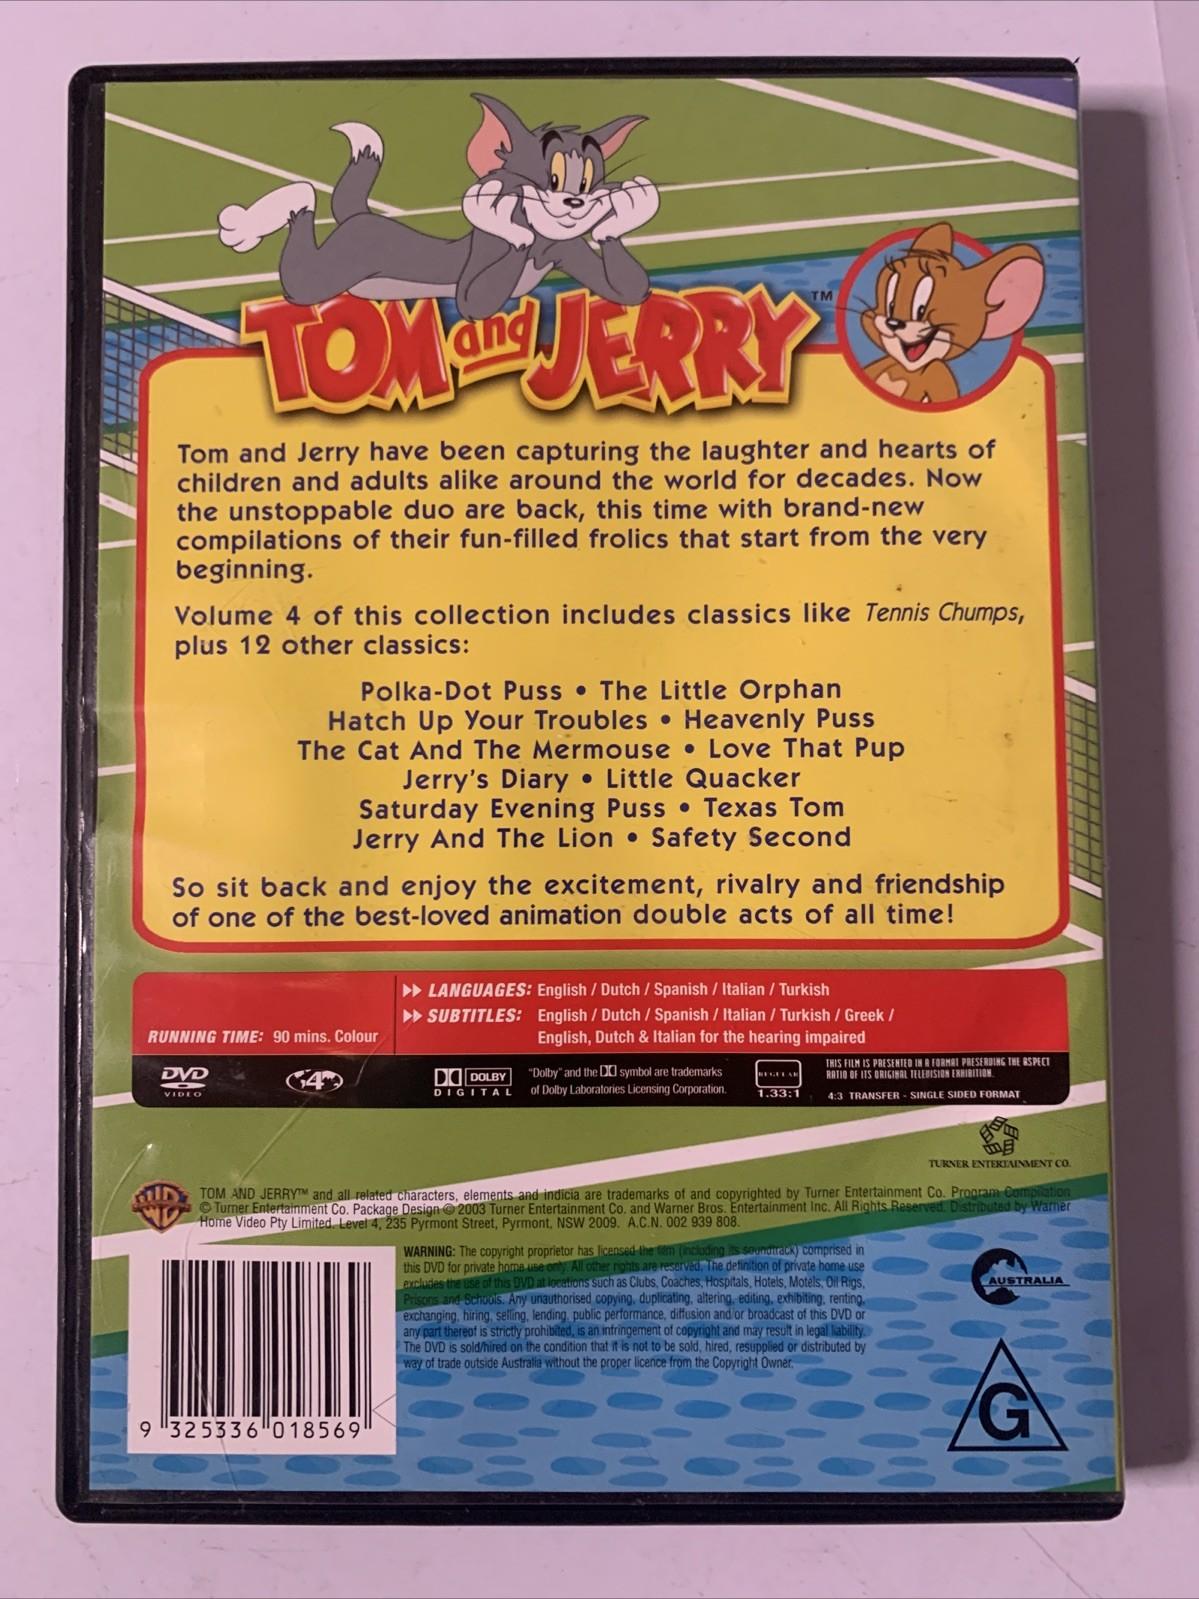 TOM and JERRY™
Tom and Jerry have been capturing the laughter and hearts of
children and adults alike around the world for decades. Now
the unstoppable duo are back, this time with brand-new
compilations of their fun-filled frolics that start from the very
beginning.
Volume 4 of this collection includes classics like Tennis Chumps,
plus 12 other classics:
Polka-Dot Puss • The Little Orphan
Hatch Up Your Troubles • Heavenly Puss
The Cat And The Mermouse • Love That Pup
Jerry's Diary • Little Quacker
Saturday Evening Puss • Texas Tom
Jerry And The Lion • Safety Second
So sit back and enjoy the excitement, rivalry and friendship
of one of the best-loved animation double acts of all time!
RUNNING TIME: 90 mins. Colour
LANGUAGES: English / Dutch / Spanish / Italian / Turkish
SUBTITLES: English / Dutch / Spanish / Italian / Turkish / Greek /
English, Dutch & Italian for the hearing impaired
DVD
VIDEO
4
DOLBY
DIGITAL
"Dolby" and the DD symbol are trademarks
of Dolby Laboratories Licensing Corporation.
REGULAR
1.33:1
THIS FILM IS PRESENTED IN A FORMAT PRESERVING THE ASPECT
RATIO OF ITS ORIGINAL TELEVISION EXHIBITION.
4:3 TRANSFER - SINGLE SIDED FORMAT
TURNER ENTERTAINMENT CO.
WB
TOM AND JERRY™ and all related characters, elements and indicia are trademarks of and copyrighted by Turner Entertainment Co. Program Compilation
© Turner Entertainment Co. Package Design © 2003 Turner Entertainment Co. and Warner Bros. Entertainment Inc. All Rights Reserved. Distributed by Warner
Home Video Pty Limited, Level 4, 235 Pyrmont Street, Pyrmont, NSW 2009. A.C.N. 002 939 808.
WARNING: The copyright proprietor has licensed the film (including its soundtrack) comprised in
this DVD for private home use only. All other rights are reserved. The definition of private home use
excludes the use of this DVD at locations such as Clubs, Coaches, Hospitals, Hotels, Motels, Oil Rigs,
Prisons and Schools. Any unauthorised copying, duplicating, altering, editing, exhibiting, renting,
exchanging, hiring, selling, lending, public performance, diffusion and/or broadcast of this DVD or
any part thereof is strictly prohibited, is an infringement of copyright and may result in legal liability.
The DVD is sold/hired on the condition that it is not to be sold, hired, resupplied or distributed by
way of trade outside Australia without the proper licence from the Copyright Owner.
AUSTRALIA
G
9 325336 018569